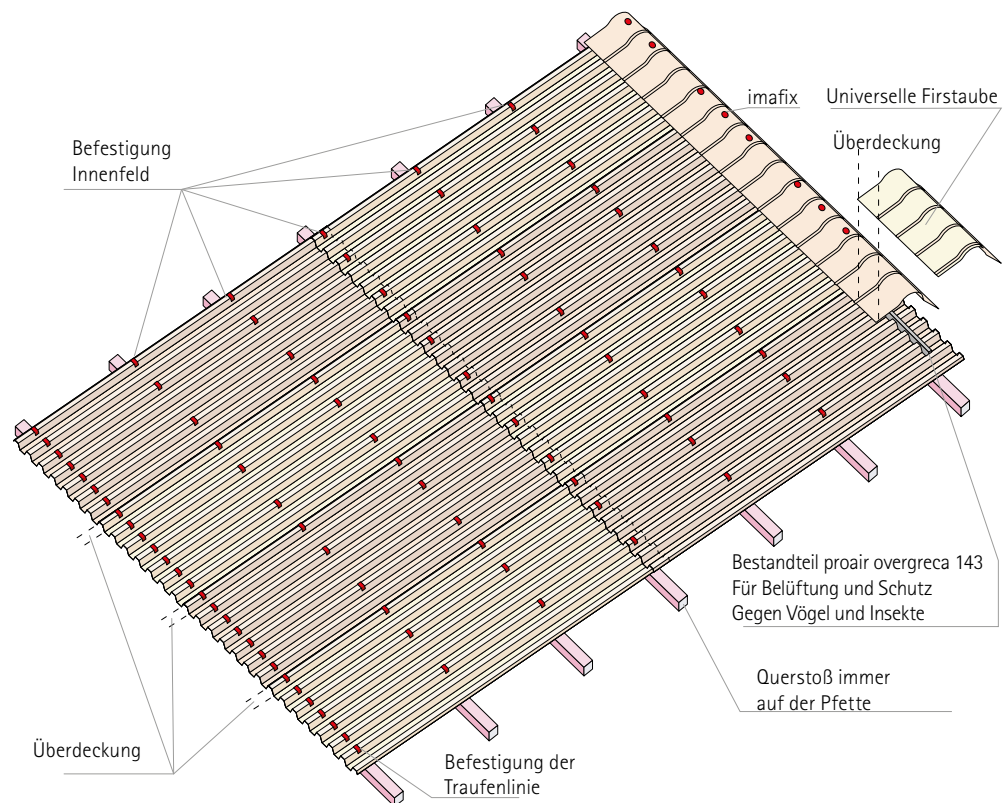 imafix
Universelle Firstaube
Überdeckung
Befestigung
Innenfeld
Bestandteil proair overgreca 143
Für Belüftung und Schutz
Gegen Vögel und Insekte
Querstoß immer
auf der Pfette
Überdeckung
Befestigung der
Traufenlinie